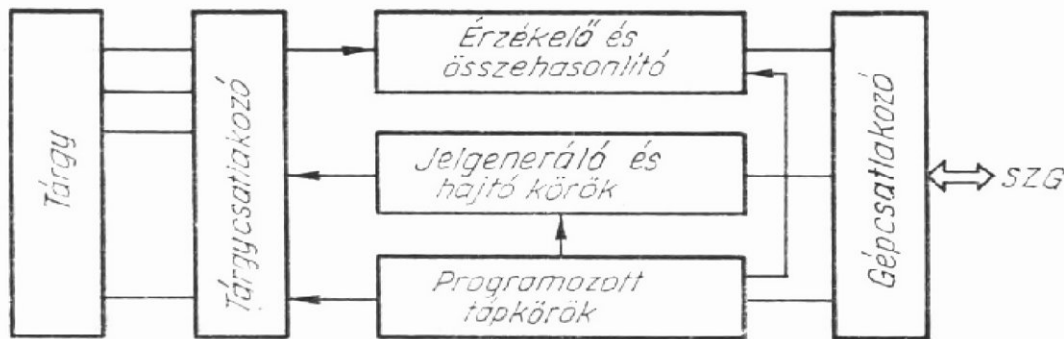 Tárgy
Tárgycsatlakozó
Érzékelő és
összehasonlító
Jelgeneráló és
hajtó körök
Programozott
tápkörök
Gépcsatlakozó
SZG